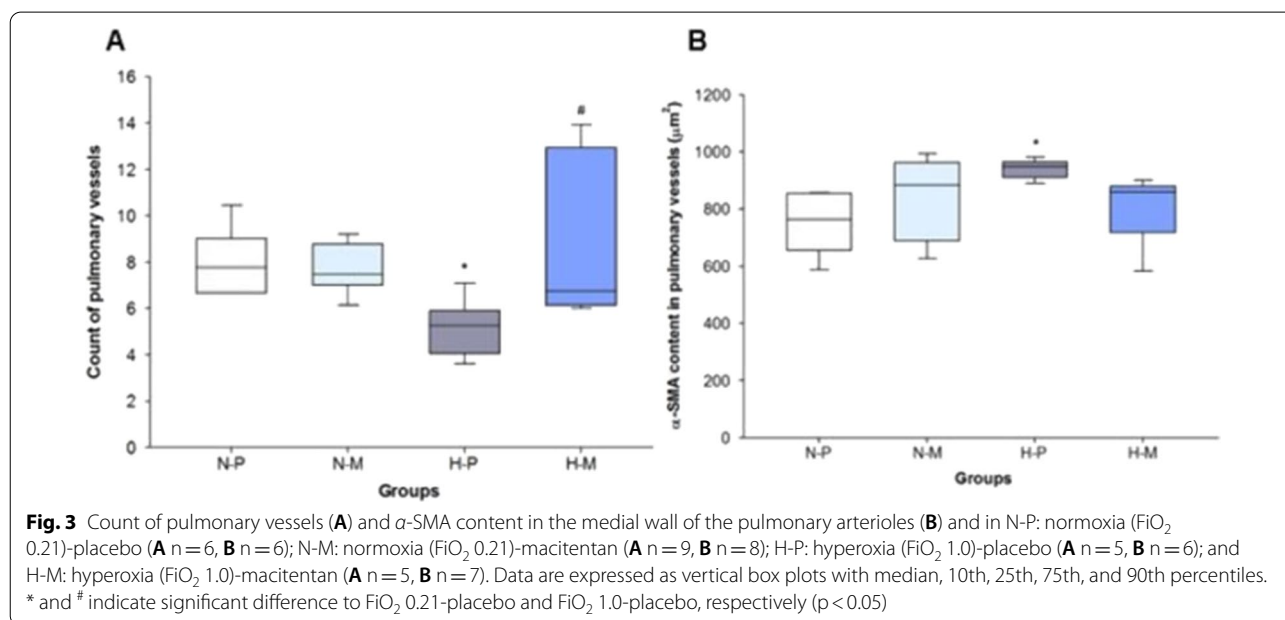 A
B
Count of pulmonary vessels
16
14
12
10
8
6
4
2
0
*
#
N-P N-M H-P H-M
Groups
α-SMA content in pulmonary vessels (µm²)
1200
1000
800
600
400
200
0
*
N-P N-M H-P H-M
Groups
Fig. 3 Count of pulmonary vessels (A) and α-SMA content in the medial wall of the pulmonary arterioles (B) and in N-P: normoxia (FiO₂
0.21)-placebo (A n=6, B n=6); N-M: normoxia (FiO₂ 0.21)-macitentan (A n=9, B n=8); H-P: hyperoxia (FiO₂ 1.0)-placebo (A n=5, B n=6); and
H-M: hyperoxia (FiO₂ 1.0)-macitentan (A n=5, B n=7). Data are expressed as vertical box plots with median, 10th, 25th, 75th, and 90th percentiles.
* and # indicate significant difference to FiO₂ 0.21-placebo and FiO₂ 1.0-placebo, respectively (p<0.05)